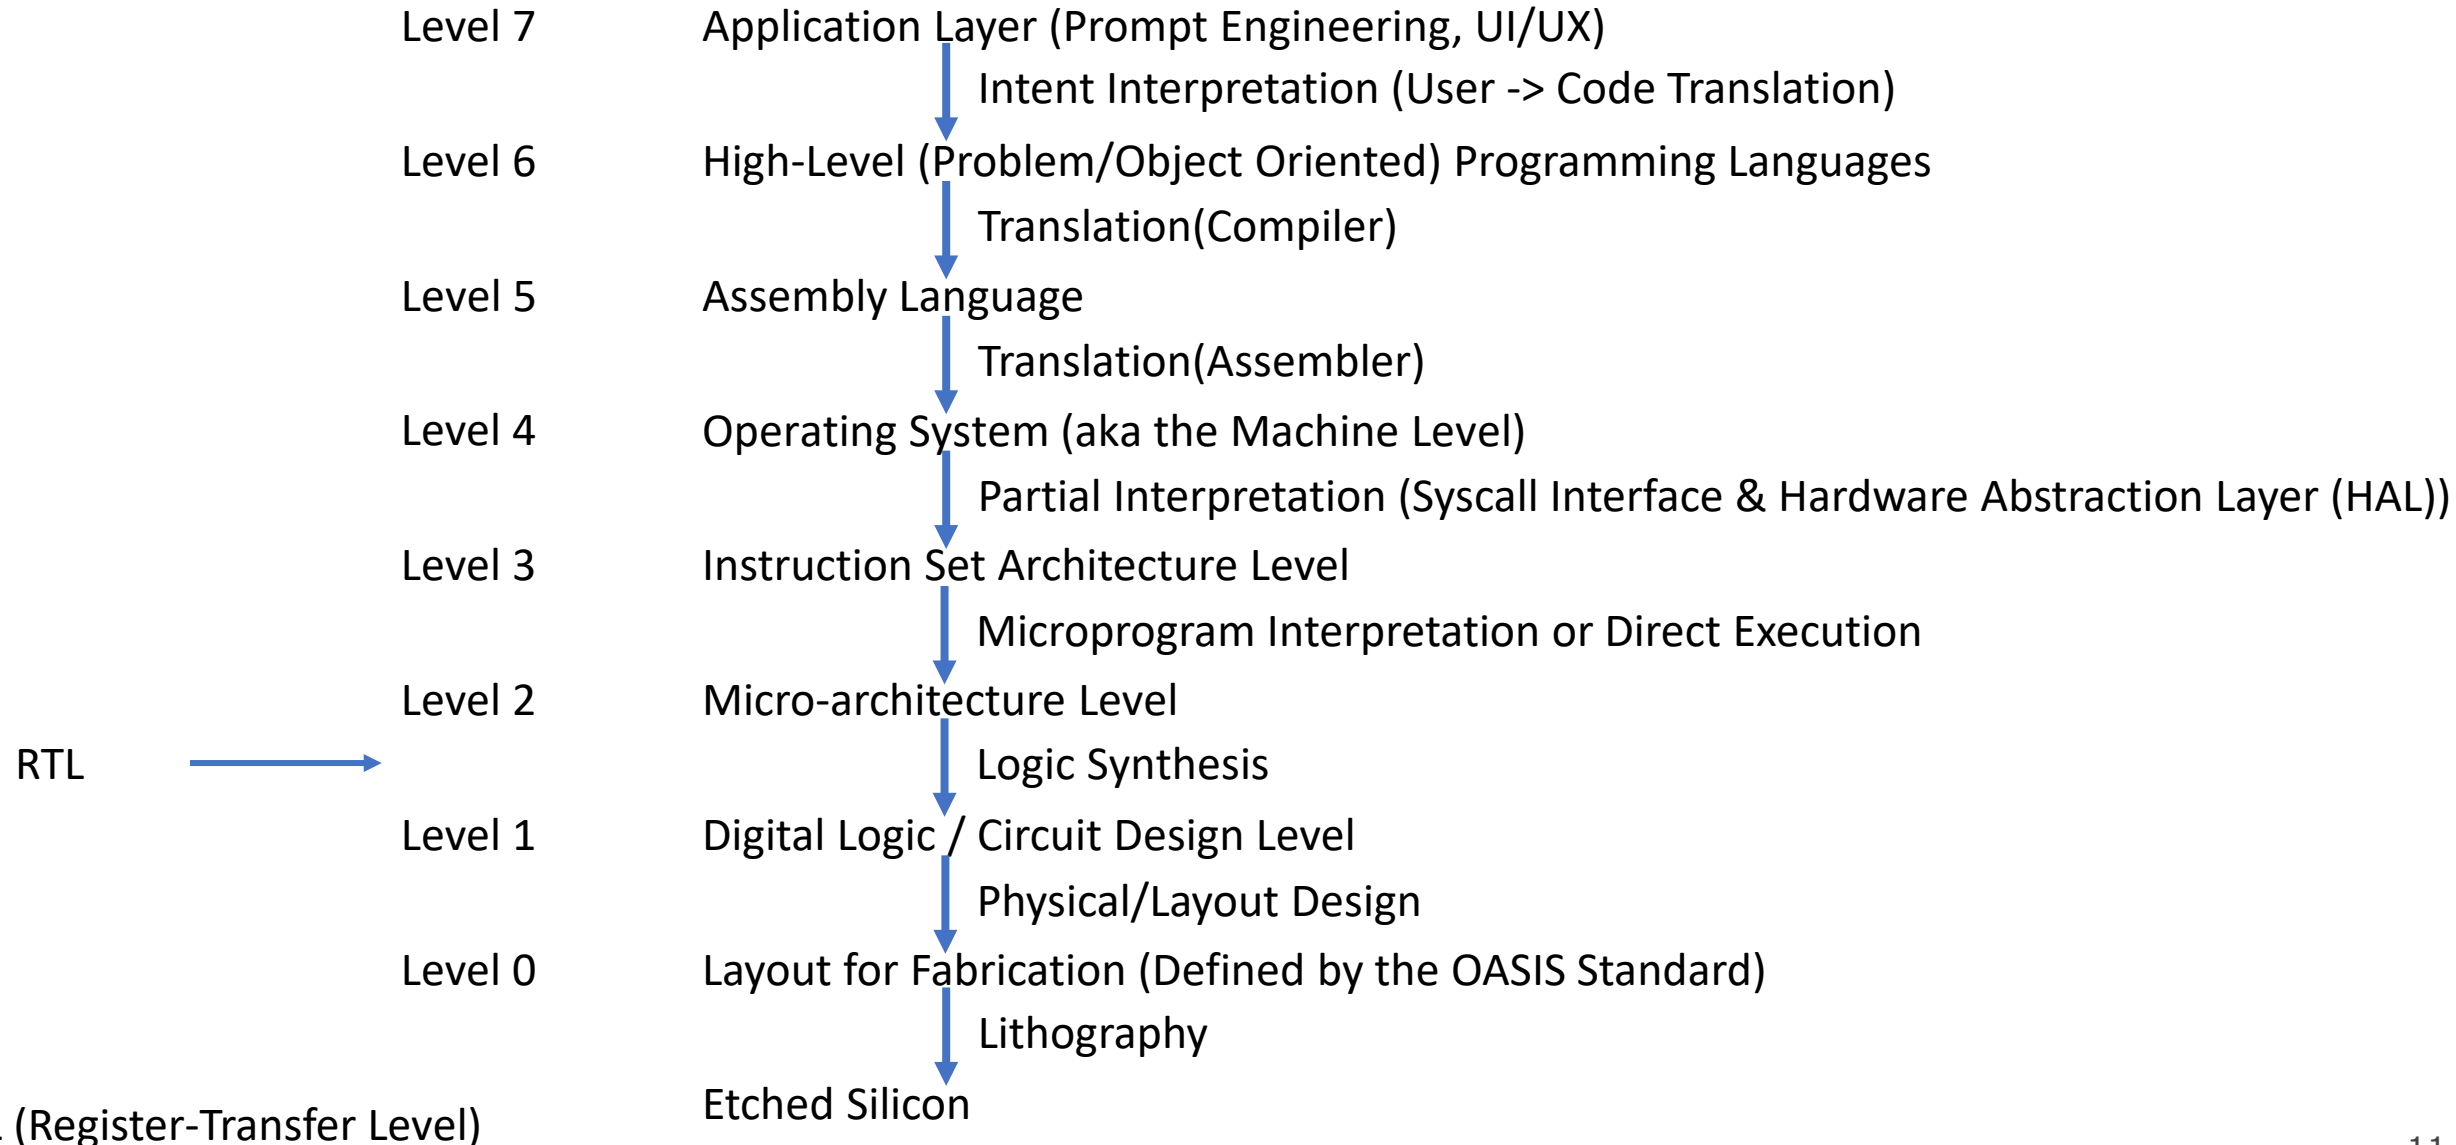 Level 7 Application Layer (Prompt Engineering, UI/UX)
Intent Interpretation (User -> Code Translation)
Level 6 High-Level (Problem/Object Oriented) Programming Languages
Translation(Compiler)
Level 5 Assembly Language
Translation(Assembler)
Level 4 Operating System (aka the Machine Level)
Partial Interpretation (Syscall Interface & Hardware Abstraction Layer (HAL))
Level 3 Instruction Set Architecture Level
Microprogram Interpretation or Direct Execution
Level 2 Micro-architecture Level
RTL Logic Synthesis
Level 1 Digital Logic / Circuit Design Level
Physical/Layout Design
Level 0 Layout for Fabrication (Defined by the OASIS Standard)
Lithography
Etched Silicon
(Register-Transfer Level)